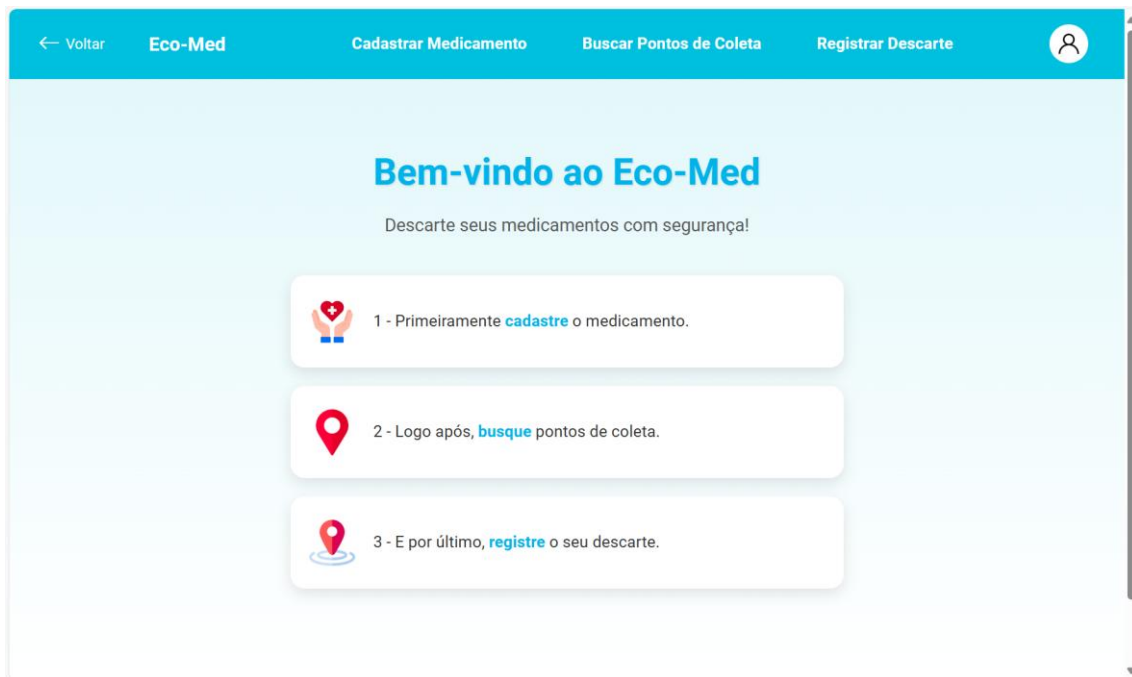 ← Voltar
Eco-Med
Cadastrar Medicamento
Buscar Pontos de Coleta
Registrar Descarte
Bem-vindo ao Eco-Med
Descarte seus medicamentos com segurança!
1 - Primeiramente cadastre o medicamento.
2 - Logo após, busque pontos de coleta.
3 - E por último, registre o seu descarte.